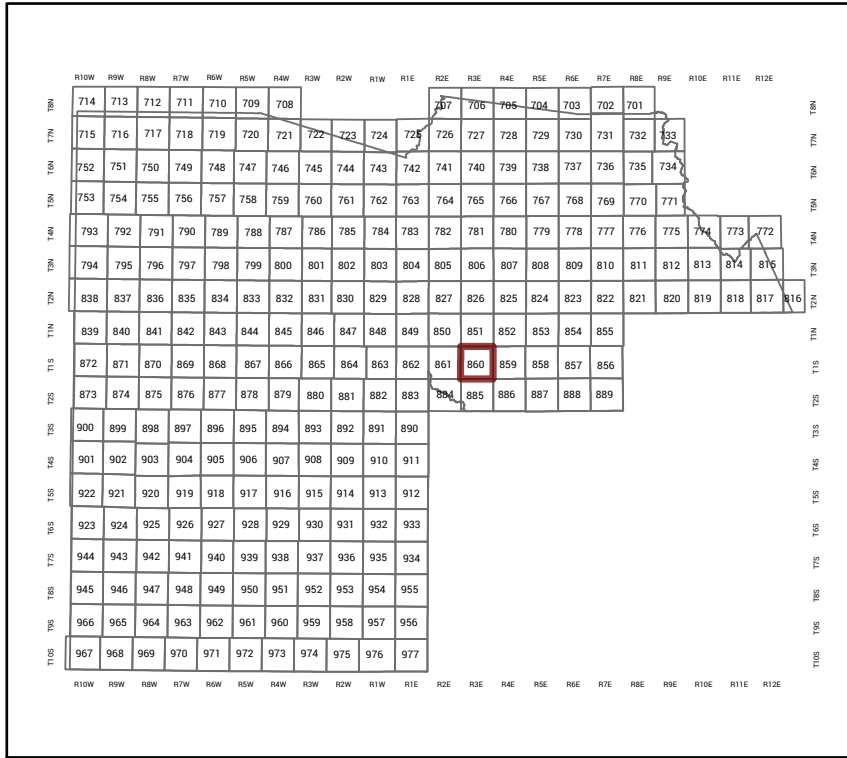 R10W R9W R8W R7W R6W R5W R4W R3W R2W R1W R1E R2E R3E R4E R5E R6E R7E R8E R9E R10E R11E R12E
T8N 714 713 712 711 710 709 708 707 706 705 704 703 702 701 T8N
T7N 715 716 717 718 719 720 721 722 723 724 725 726 727 728 729 730 731 732 733 T7N
T6N 752 751 750 749 748 747 746 745 744 743 742 741 740 739 738 737 736 735 734 T6N
T5N 753 754 755 756 757 758 759 760 761 762 763 764 765 766 767 768 769 770 771 T5N
T4N 793 792 791 790 789 788 787 786 785 784 783 782 781 780 779 778 777 776 775 774 773 772 T4N
T3N 794 795 796 797 798 799 800 801 802 803 804 805 806 807 808 809 810 811 812 813 814 815 T3N
T2N 838 837 836 835 834 833 832 831 830 829 828 827 826 825 824 823 822 821 820 819 818 817 816 T2N
T1N 839 840 841 842 843 844 845 846 847 848 849 850 851 852 853 854 855 T1N
T1S 872 871 870 869 868 867 866 865 864 863 862 861 860 859 858 857 856 T1S
T2S 873 874 875 876 877 878 879 880 881 882 883 884 885 886 887 888 889 T2S
T3S 900 899 898 897 896 895 894 893 892 891 890 T3S
T4S 901 902 903 904 905 906 907 908 909 910 911 T4S
T5S 922 921 920 919 918 917 916 915 914 913 912 T5S
T6S 923 924 925 926 927 928 929 930 931 932 933 T6S
T7S 944 943 942 941 940 939 938 937 936 935 934 T7S
T8S 945 946 947 948 949 950 951 952 953 954 955 T8S
T9S 966 965 964 963 962 961 960 959 958 957 956 T9S
T10S 967 968 969 970 971 972 973 974 975 976 977 T10S
R10W R9W R8W R7W R6W R5W R4W R3W R2W R1W R1E R2E R3E R4E R5E R6E R7E R8E R9E R10E R11E R12E